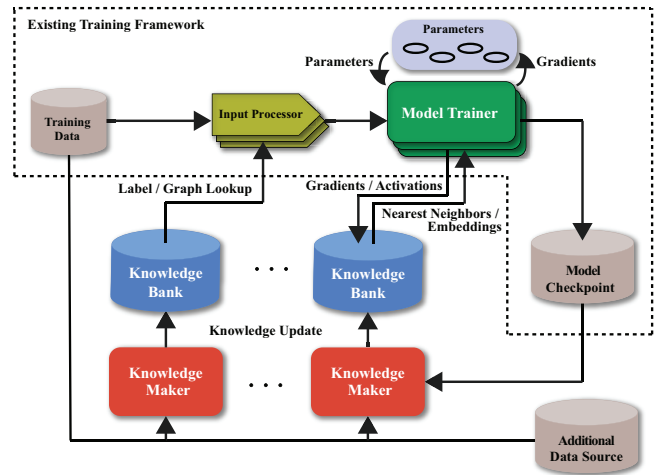 Existing Training Framework
Parameters
Parameters
Gradients
Training
Data
Input Processor
Model Trainer
Label / Graph Lookup
Gradients / Activations
Nearest Neighbors /
Embeddings
Knowledge
Bank
. . .
Knowledge
Bank
Model
Checkpoint
Knowledge Update
Knowledge
Maker
. . .
Knowledge
Maker
Additional
Data Source